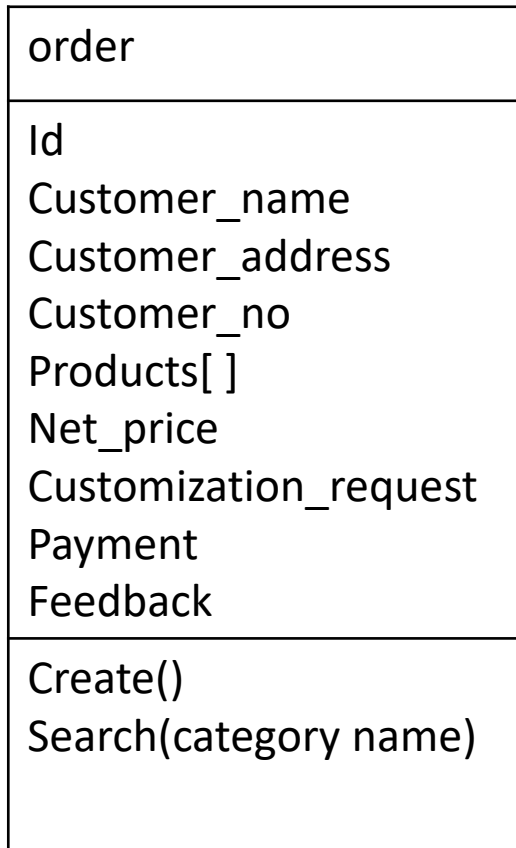 order
Id
Customer_name
Customer_address
Customer_no
Products[ ]
Net_price
Customization_request
Payment
Feedback
Create()
Search(category name)